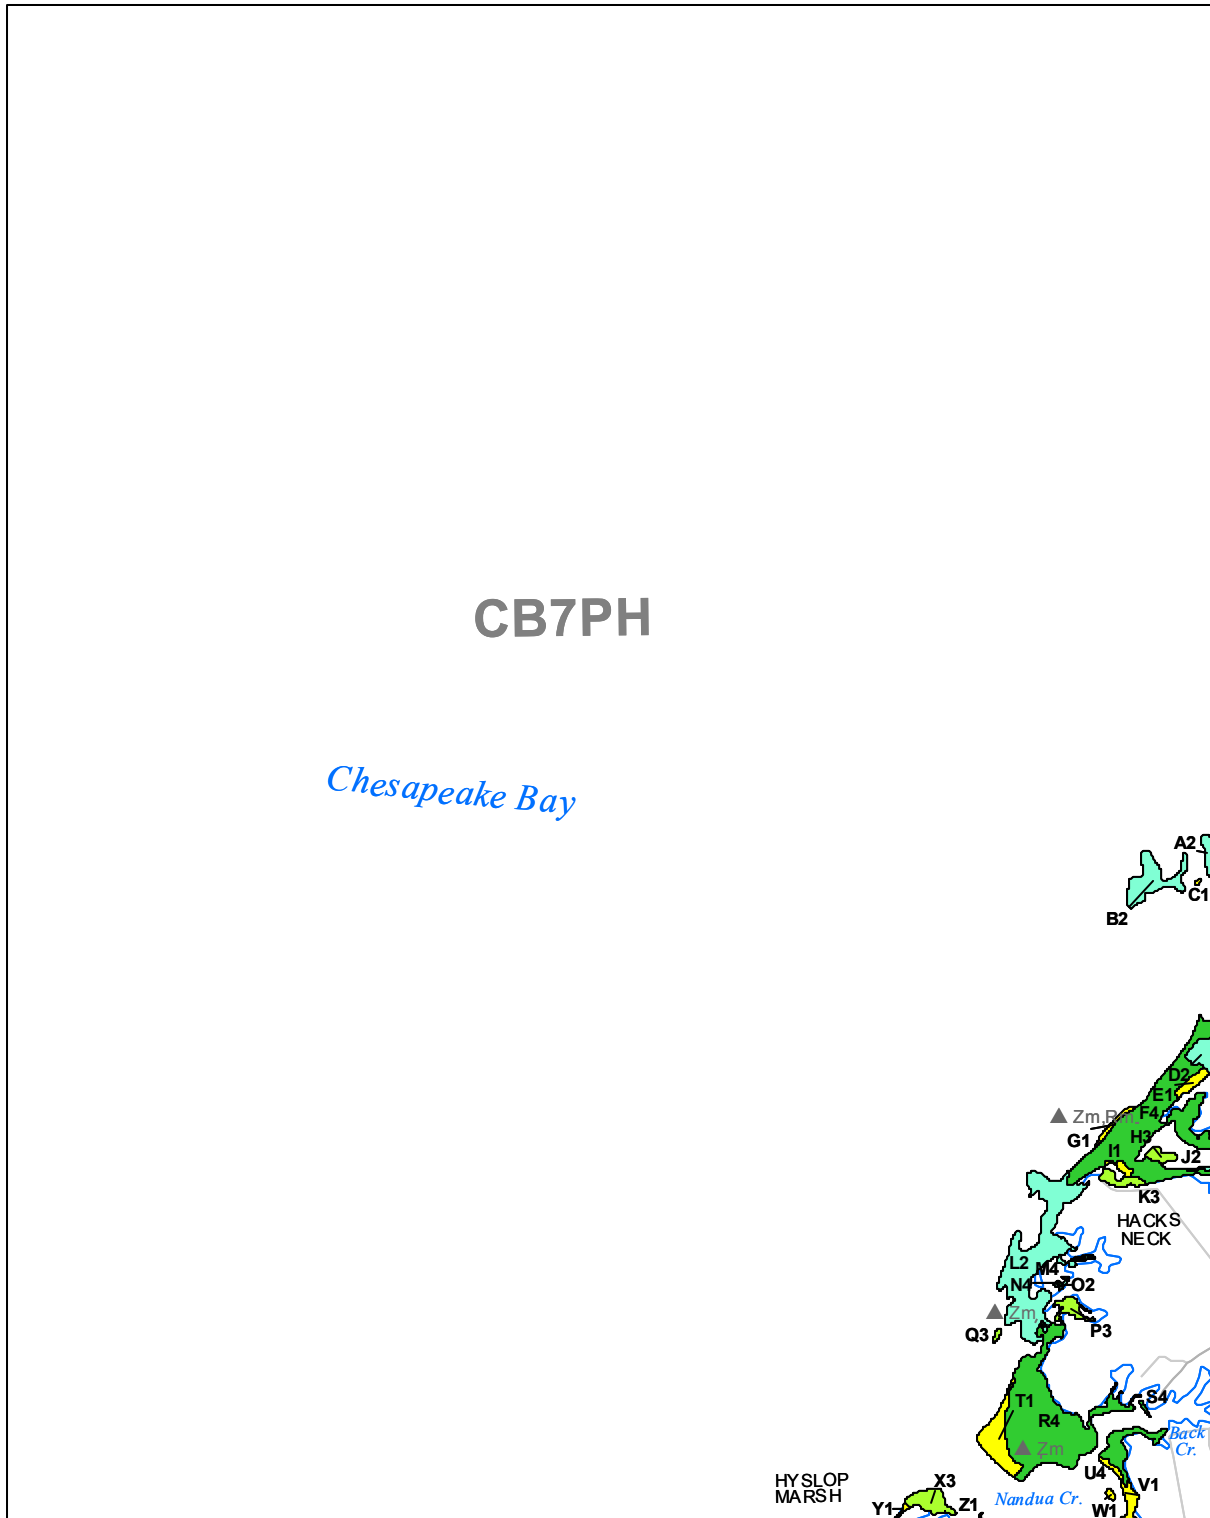 CB7PH
Chesapeake Bay
A2
C1
B2
D2
E1
Zm,Rm,
F4
G1
H3
I1
J2
K3
HACKS
NECK
L2
M4
N4
O2
Zm,
Q3
P3
T1
S4
R4
Back
Cr.
Zm
U4
HYSLOP
MARSH
X3
V1
Nandua Cr.
Y1
Z1
W1